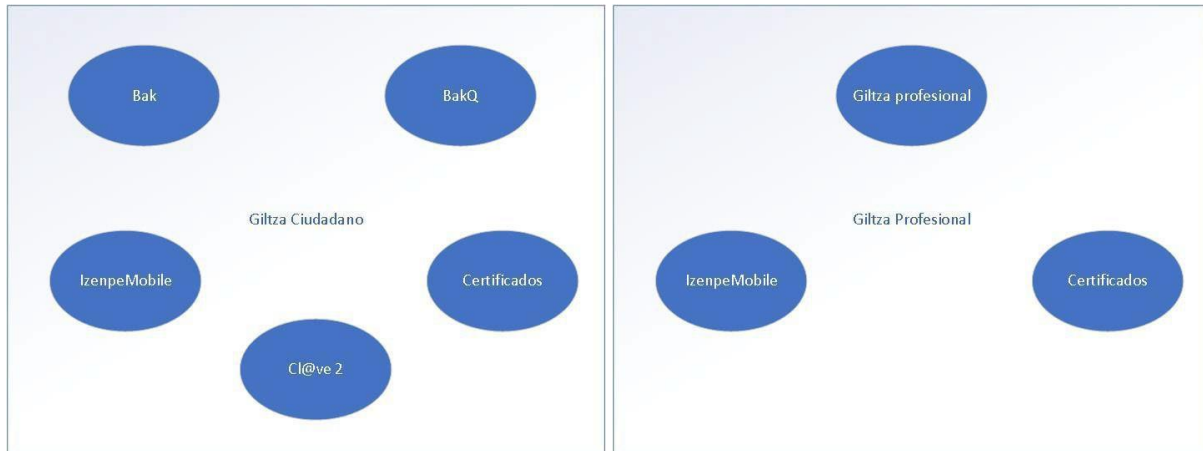 Bak
BakQ
Giltza Ciudadano
IzenpeMobile
Certificados
Cl@ve 2
Giltza profesional
Giltza Profesional
IzenpeMobile
Certificados